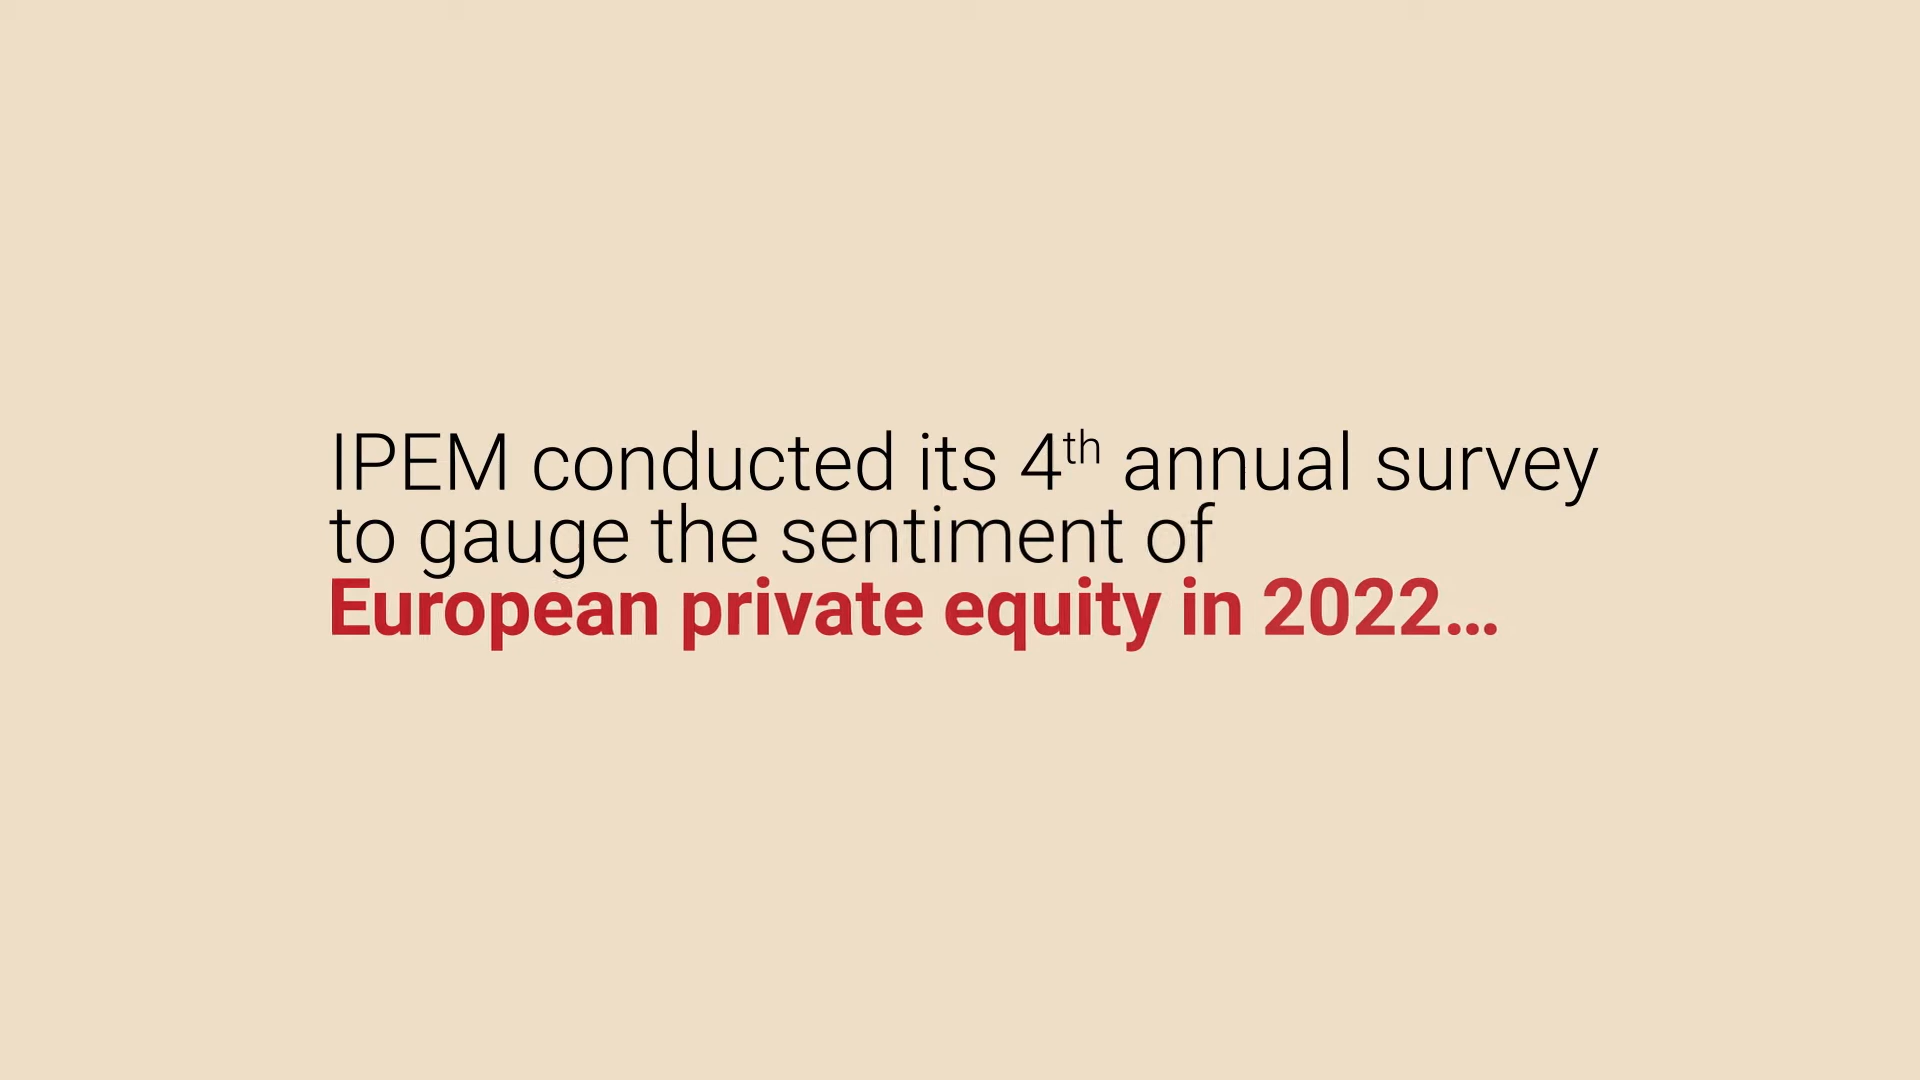 IPEM conducted its 4th annual survey
to gauge the sentiment of
European private equity in 2022...